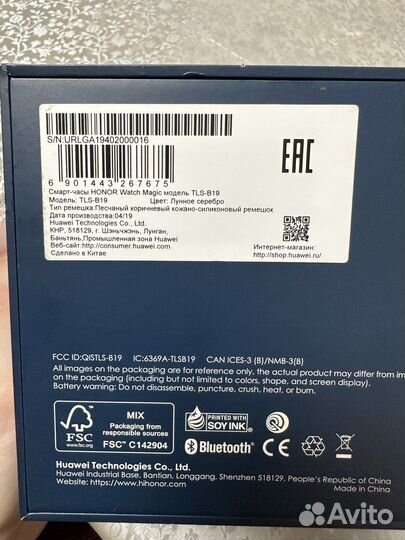 S/N:URLGA19402000016
EAC
6 901443 267675
Смарт-часы HONOR Watch Magic модель TLS-B19
Модель: TLS-B19 Цвет: Лунное серебро
Тип ремешка Песчаный коричневый кожано-силиконовый ремешок
Дата производства:04/19
Huawei Technologies Co., Ltd.
КНР, 518129, г. Шэньчжэнь, Лунган,
Баньтянь,Промышленная зона Huawei
Веб-сайт:http://consumer.huawei.com
Сделано в Китае
Интернет-магазин:
http://shop.huawei.ru/
FCC ID:QISTLS-B19 IC:6369A-TLSB19 CAN ICES-3 (B)/NMB-3(B)
All images on the packaging are for reference only, the actual product may differ from im
on the packaging (including but not limited to colors, shape, and screen display).
Battery warning: Do not disassemble, puncture, crush, heat, or burn.
MIX
Packaging from
responsible sources
FSC™ C142904
FSC
www.fsc.org
PRINTED WITH
SOY INK
Bluetooth®
CE
Huawei Technologies Co., Ltd.
Huawei Industrial Base, Bantian, Longgang, Shenzhen 518129, People's Republic of China
Website: https://www.hihonor.com
Made in China
Avito